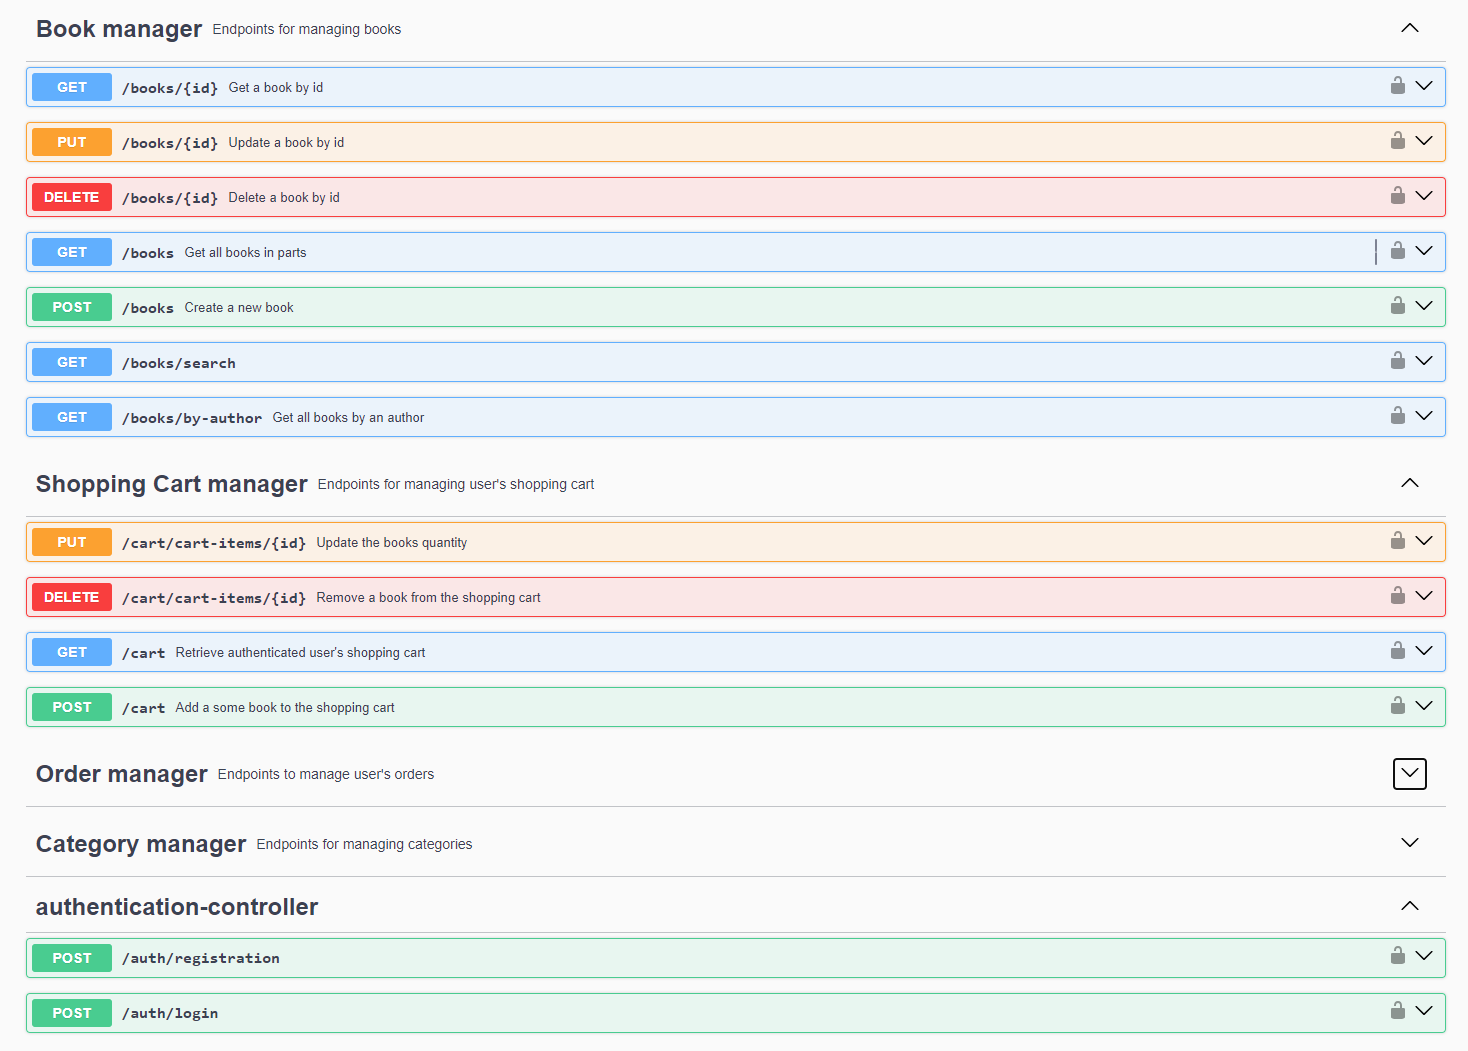 Book manager Endpoints for managing books
GET /books/{id} Get a book by id
PUT /books/{id} Update a book by id
DELETE /books/{id} Delete a book by id
GET /books Get all books in parts
POST /books Create a new book
GET /books/search
GET /books/by-author Get all books by an author
Shopping Cart manager Endpoints for managing user's shopping cart
PUT /cart/cart-items/{id} Update the books quantity
DELETE /cart/cart-items/{id} Remove a book from the shopping cart
GET /cart Retrieve authenticated user's shopping cart
POST /cart Add a some book to the shopping cart
Order manager Endpoints to manage user's orders
Category manager Endpoints for managing categories
authentication-controller
POST /auth/registration
POST /auth/login